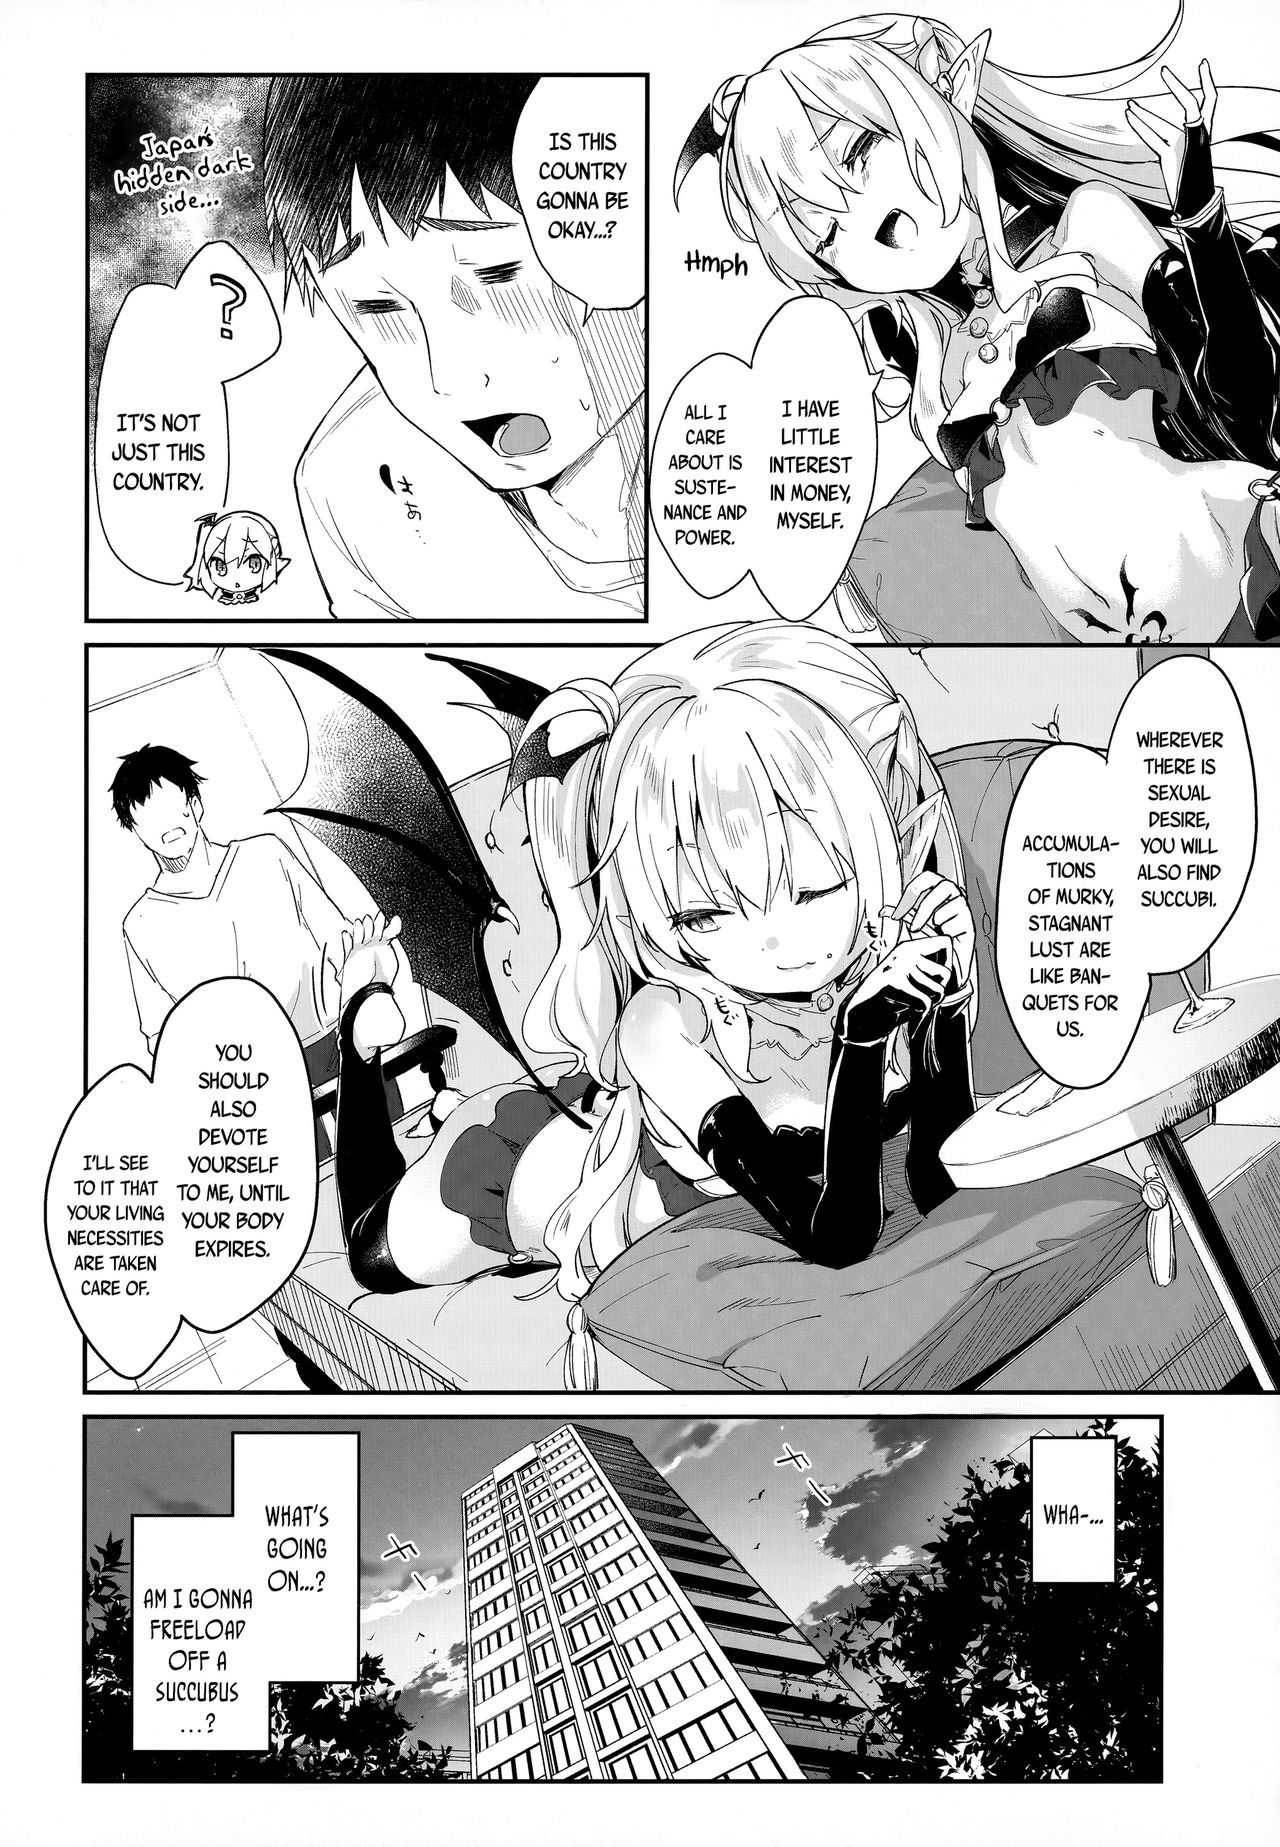 Hmph
I HAVE
LITTLE
INTEREST
IN MONEY,
MYSELF.
ALL I
CARE
ABOUT IS
SUSTE-
NANCE AND
POWER.
IS THIS
COUNTRY
GONNA BE
OKAY...?
Japan's
hidden dark
side...
さあ…
?
IT'S NOT
JUST THIS
COUNTRY.
WHEREVER
THERE IS
SEXUAL
DESIRE,
YOU WILL
ALSO FIND
SUCCUBI.
ACCUMULA-
TIONS
OF MURKY,
STAGNANT
LUST ARE
LIKE BAN-
QUETS FOR
US.
YOU
SHOULD
ALSO
DEVOTE
YOURSELF
TO ME, UNTIL
YOUR BODY
EXPIRES.
I'LL SEE
TO IT THAT
YOUR LIVING
NECESSITIES
ARE TAKEN
CARE OF.
WHA-...
WHAT'S
GOING
ON...?
AM I GONNA
FREELOAD
OFF A
SUCCUBUS
...?